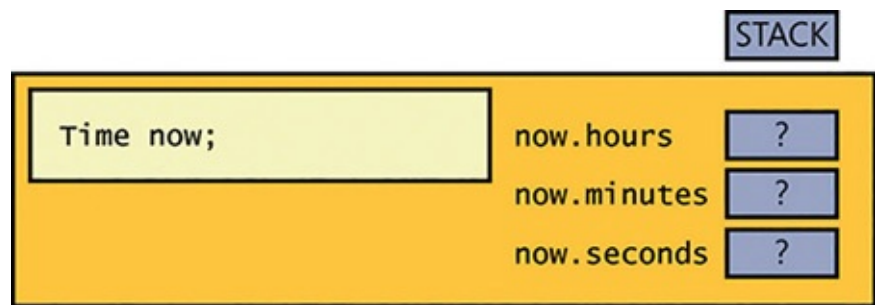 STACK
Time now;
now.hours ?
now.minutes ?
now.seconds ?